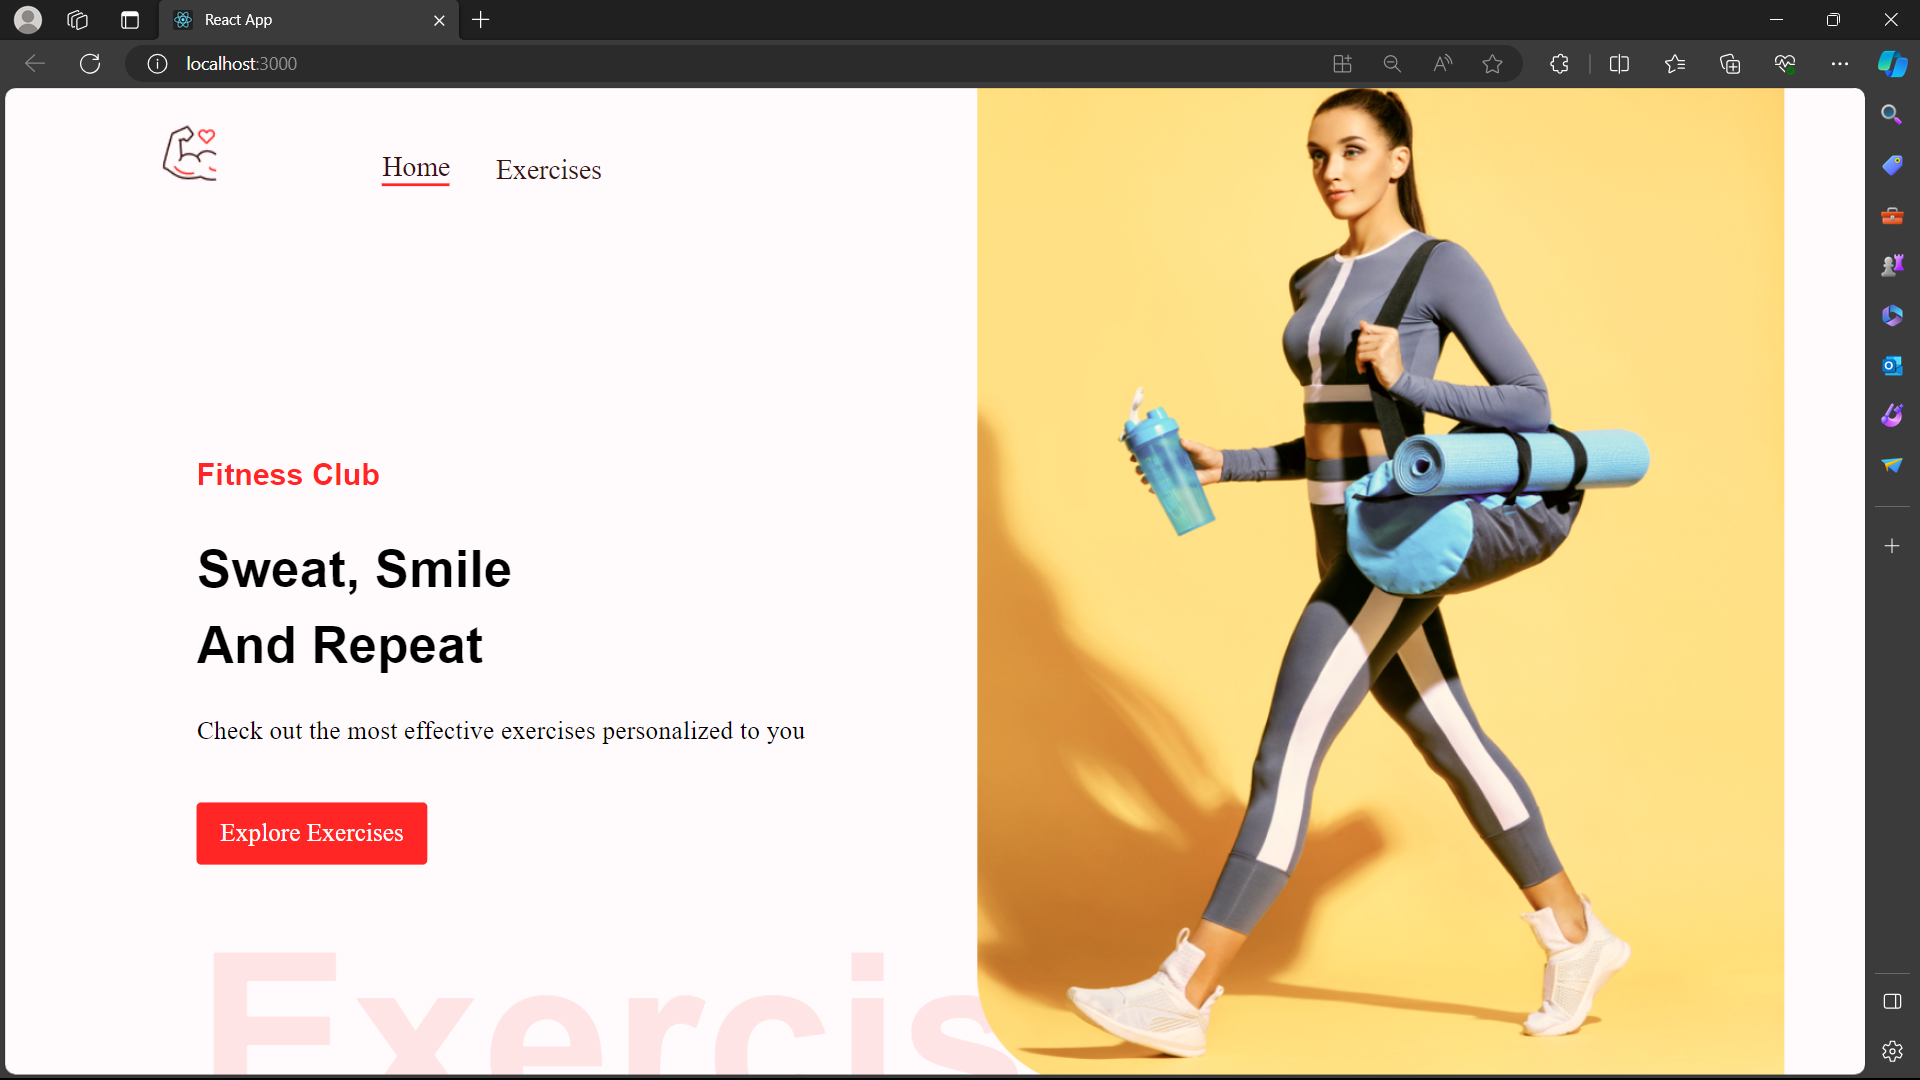 React App
localhost:3000
Home Exercises
Fitness Club
Sweat, Smile
And Repeat
Check out the most effective exercises personalized to you
Explore Exercises
Exercis